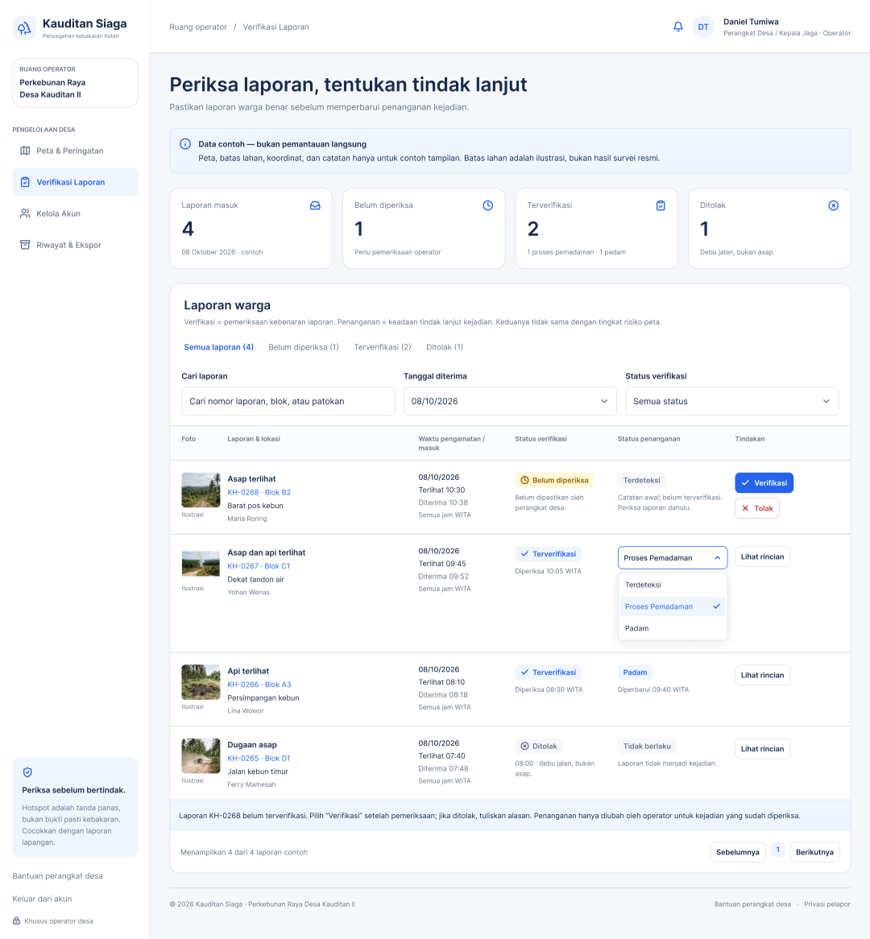 Kauditan Siaga
Pencegahan kebakaran hutan
RUANG OPERATOR
Perkebunan Raya
Desa Kauditan II
PENGELOLAAN DESA
Peta & Peringatan
Verifikasi Laporan
Kelola Akun
Riwayat & Ekspor
Periksa sebelum bertindak.
Hotspot adalah tanda panas,
bukan bukti pasti kebakaran.
Cocokkan dengan laporan
lapangan.
Bantuan perangkat desa
Keluar dari akun
Khusus operator desa
Ruang operator / Verifikasi Laporan
DT
Daniel Tumiwa
Perangkat Desa / Kepala Jaga · Operator
Periksa laporan, tentukan tindak lanjut
Pastikan laporan warga benar sebelum memperbarui penanganan kejadian.
Data contoh — bukan pemantauan langsung
Peta, batas lahan, koordinat, dan catatan hanya untuk contoh tampilan. Batas lahan adalah ilustrasi, bukan hasil survei resmi.
Laporan masuk
4
08 Oktober 2026 · contoh
Belum diperiksa
1
Perlu pemeriksaan operator
Terverifikasi
2
1 proses pemadaman · 1 padam
Ditolak
1
Debu jalan, bukan asap
Laporan warga
Verifikasi = pemeriksaan kebenaran laporan. Penanganan = keadaan tindak lanjut kejadian. Keduanya tidak sama dengan tingkat risiko peta.
Semua laporan (4) Belum diperiksa (1) Terverifikasi (2) Ditolak (1)
Cari laporan
Cari nomor laporan, blok, atau patokan
Tanggal diterima
08/10/2026
Status verifikasi
Semua status
Foto
Laporan & lokasi
Waktu pengamatan /
masuk
Status verifikasi
Status penanganan
Tindakan
Ilustrasi
Asap terlihat
KH-0268 · Blok B2
Barat pos kebun
Maria Roring
08/10/2026
Terlihat 10:30
Diterima 10:38
Semua jam WITA
Belum diperiksa
Belum dipastikan oleh
perangkat desa.
Terdeteksi
Catatan awal; belum terverifikasi.
Periksa laporan dahulu.
Verifikasi
Tolak
Ilustrasi
Asap dan api terlihat
KH-0267 · Blok C1
Dekat tandon air
Yohan Wenas
08/10/2026
Terlihat 09:45
Diterima 09:52
Semua jam WITA
Terverifikasi
Diperiksa 10:05 WITA
Proses Pemadaman
Terdeteksi
Proses Pemadaman
Padam
Lihat rincian
Ilustrasi
Api terlihat
KH-0266 · Blok A3
Persimpangan kebun
Lina Wowor
08/10/2026
Terlihat 08:10
Diterima 08:18
Semua jam WITA
Terverifikasi
Diperiksa 08:30 WITA
Padam
Diperbarui 09:40 WITA
Lihat rincian
Ilustrasi
Dugaan asap
KH-0265 · Blok D1
Jalan kebun timur
Ferry Mamesah
08/10/2026
Terlihat 07:40
Diterima 07:48
Semua jam WITA
Ditolak
08:00 · debu jalan, bukan
asap.
Tidak berlaku
Laporan tidak menjadi kejadian.
Lihat rincian
Laporan KH-0268 belum terverifikasi. Pilih "Verifikasi" setelah pemeriksaan; jika ditolak, tuliskan alasan. Penanganan hanya diubah oleh operator untuk kejadian yang sudah diperiksa.
Menampilkan 4 dari 4 laporan contoh
Sebelumnya 1 Berikutnya
© 2026 Kauditan Siaga · Perkebunan Raya Desa Kauditan II
Bantuan perangkat desa · Privasi pelapor